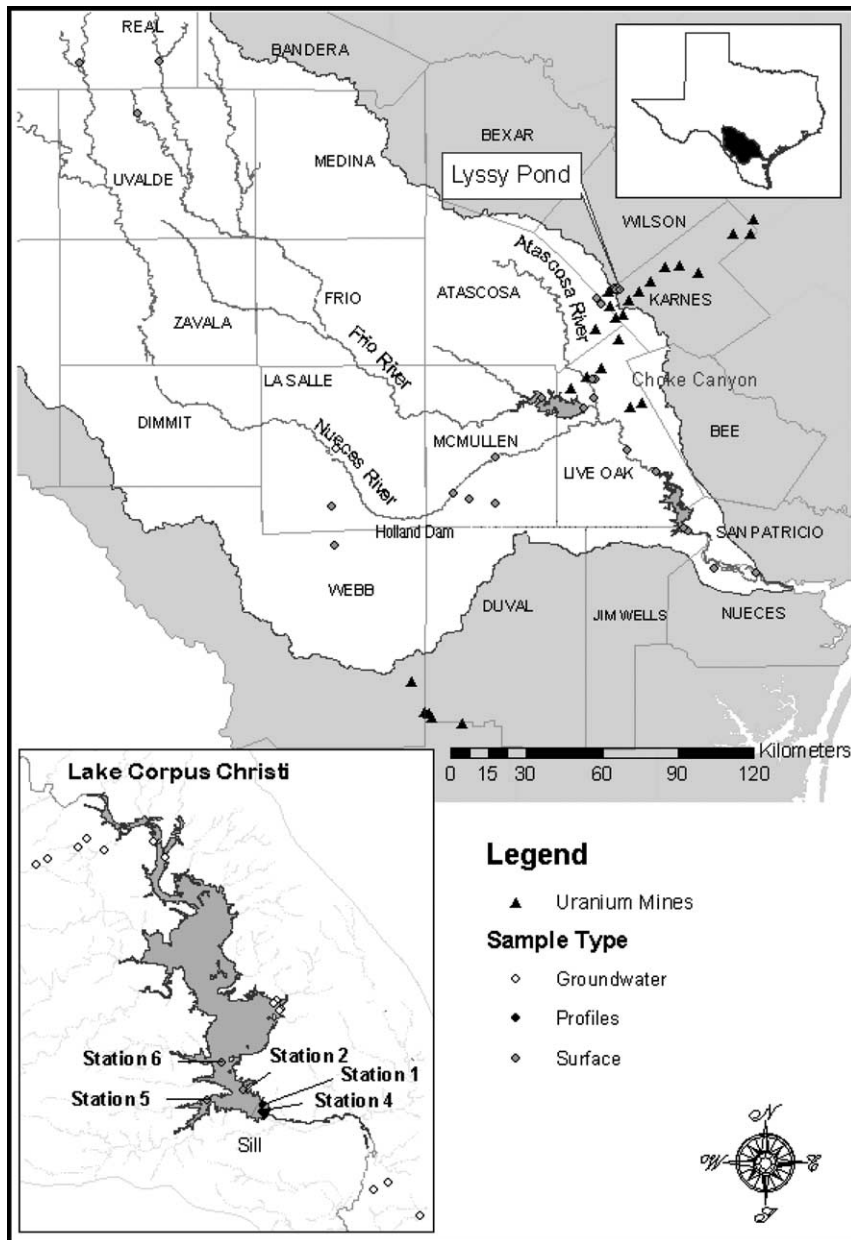 REAL
BANDERA
BEXAR
MEDINA
Lyssy Pond
UVALDE
WILSON
Atascosa River
ATASCOSA
KARNES
FRIO
ZAVALA
Frio River
Choke Canyon
LA SALLE
DIMMIT
BEE
MCMULLEN
Nueces River
LIVE OAK
Holland Dam
SAN PATRICIO
WEBB
DUVAL
JIM WELLS
NUECES
Kilometers
0 15 30 60 90 120
Lake Corpus Christi
Station 6
Station 2
Station 1
Station 5
Station 4
Sill
Legend
Uranium Mines
Sample Type
Groundwater
Profiles
Surface